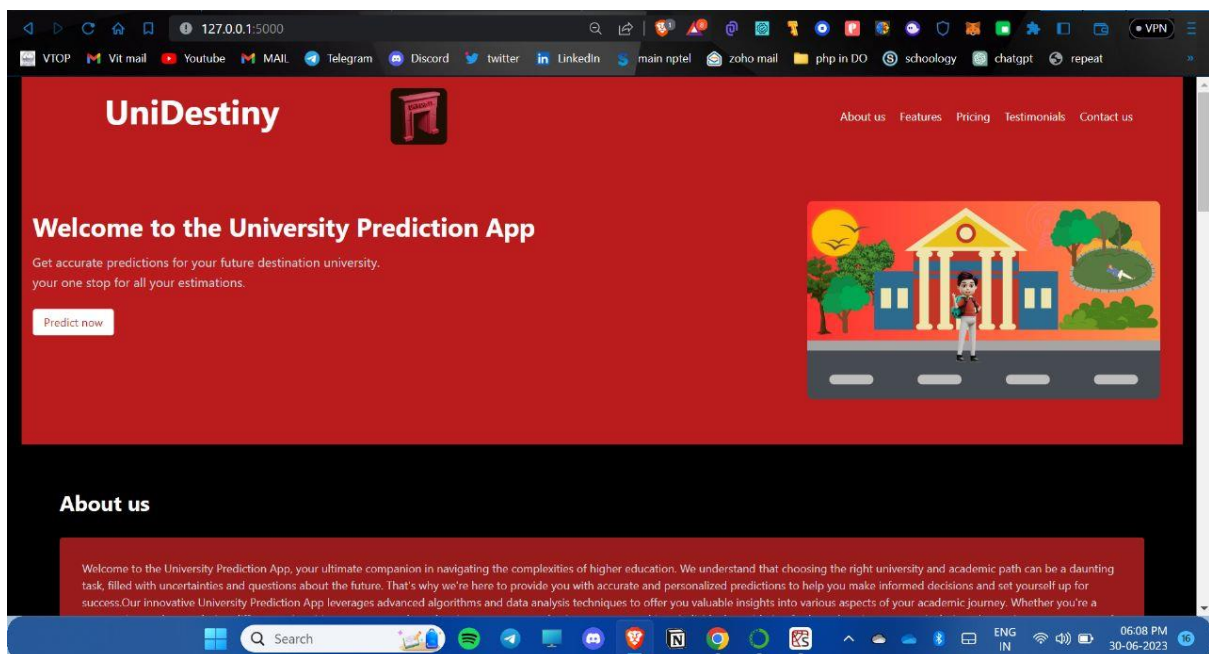 127.0.0.1:5000
VPN
VTOP Vit mail Youtube MAIL Telegram Discord twitter LinkedIn main nptel zoho mail php in DO schoology chatgpt repeat »
UniDestiny
About us Features Pricing Testimonials Contact us
Welcome to the University Prediction App
Get accurate predictions for your future destination university.
your one stop for all your estimations.
Predict now
About us
Welcome to the University Prediction App, your ultimate companion in navigating the complexities of higher education. We understand that choosing the right university and academic path can be a daunting
task, filled with uncertainties and questions about the future. That's why we're here to provide you with accurate and personalized predictions to help you make informed decisions and set yourself up for
success.Our innovative University Prediction App leverages advanced algorithms and data analysis techniques to offer you valuable insights into various aspects of your academic journey. Whether you're a
Search
ENG
IN
06:08 PM
30-06-2023
16